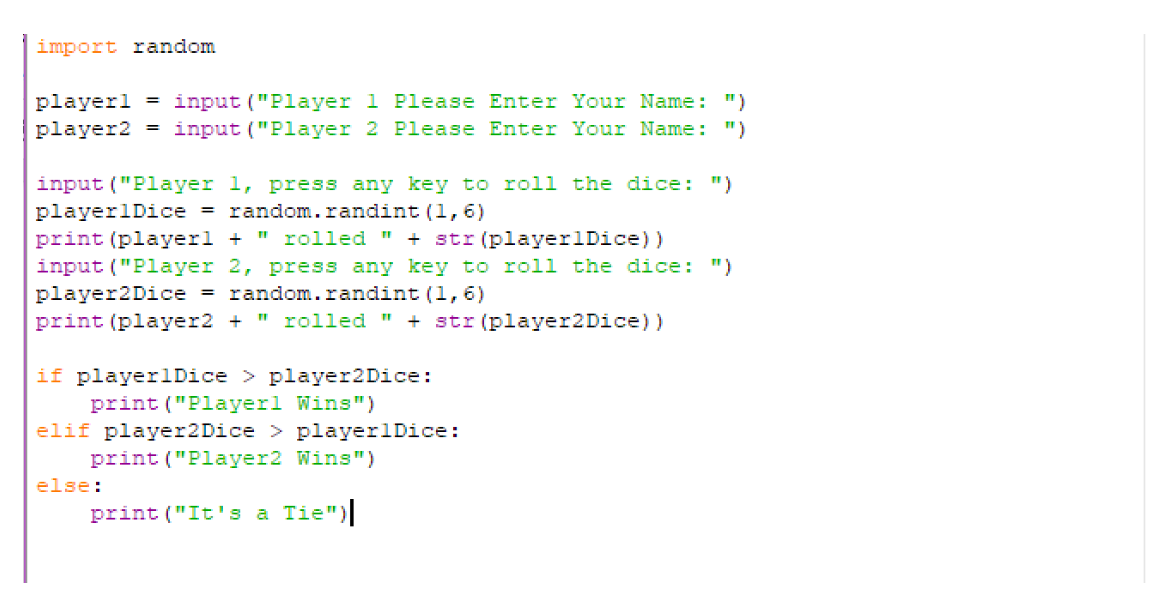 import random

player1 = input("Player 1 Please Enter Your Name: ")
player2 = input("Player 2 Please Enter Your Name: ")

input("Player 1, press any key to roll the dice: ")
player1Dice = random.randint(1,6)
print(player1 + " rolled " + str(player1Dice))
input("Player 2, press any key to roll the dice: ")
player2Dice = random.randint(1,6)
print(player2 + " rolled " + str(player2Dice))

if player1Dice > player2Dice:
    print("Player1 Wins")
elif player2Dice > player1Dice:
    print("Player2 Wins")
else:
    print("It's a Tie")